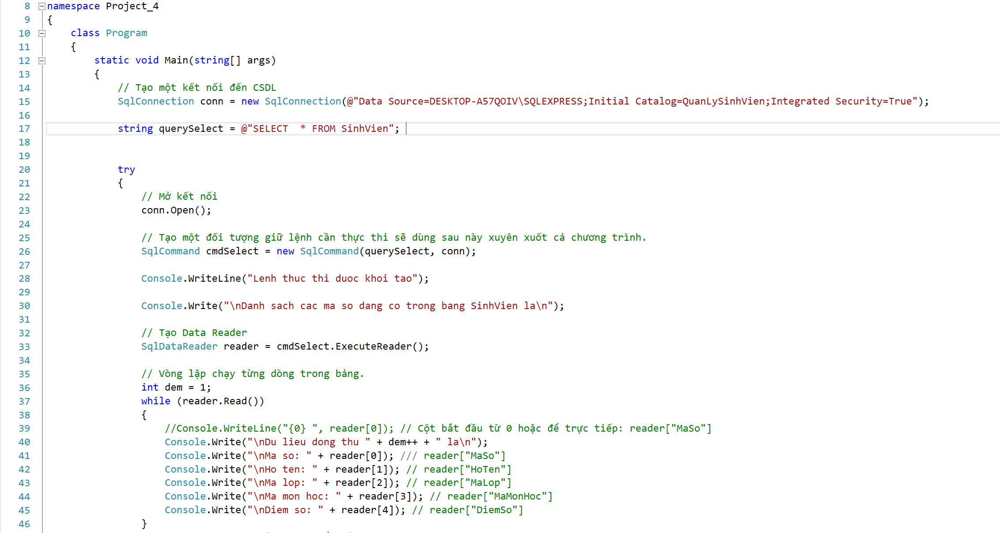 8 namespace Project_4
9 {
10 class Program
11 {
12 static void Main(string[] args)
13 {
14 // Tạo một kết nối đến CSDL
15 SqlConnection conn = new SqlConnection(@"Data Source=DESKTOP-A57QOIV\SQLEXPRESS;Initial Catalog=QuanLySinhVien;Integrated Security=True");
16
17 string querySelect = @"SELECT  * FROM SinhVien";
18
19
20 try
21 {
22 // Mở kết nối
23 conn.Open();
24
25 // Tạo một đối tượng giữ lệnh cần thực thi sẽ dùng sau này xuyên xuốt cả chương trình.
26 SqlCommand cmdSelect = new SqlCommand(querySelect, conn);
27
28 Console.WriteLine("Lenh thuc thi duoc khoi tao");
29
30 Console.Write("\nDanh sach cac ma so dang co trong bang SinhVien la\n");
31
32 // Tạo Data Reader
33 SqlDataReader reader = cmdSelect.ExecuteReader();
34
35 // Vòng lặp chạy từng dòng trong bảng.
36 int dem = 1;
37 while (reader.Read())
38 {
39 //Console.WriteLine("{0} ", reader[0]); // Cột bắt đầu từ 0 hoặc để trực tiếp: reader["MaSo"]
40 Console.Write("\nDu lieu dong thu " + dem++ + " la\n");
41 Console.Write("\nMa so: " + reader[0]); /// reader["MaSo"]
42 Console.Write("\nHo ten: " + reader[1]); // reader["HoTen"]
43 Console.Write("\nMa lop: " + reader[2]); // reader["MaLop"]
44 Console.Write("\nMa mon hoc: " + reader[3]); // reader["MaMonHoc"]
45 Console.Write("\nDiem so: " + reader[4]); // reader["DiemSo"]
46 }